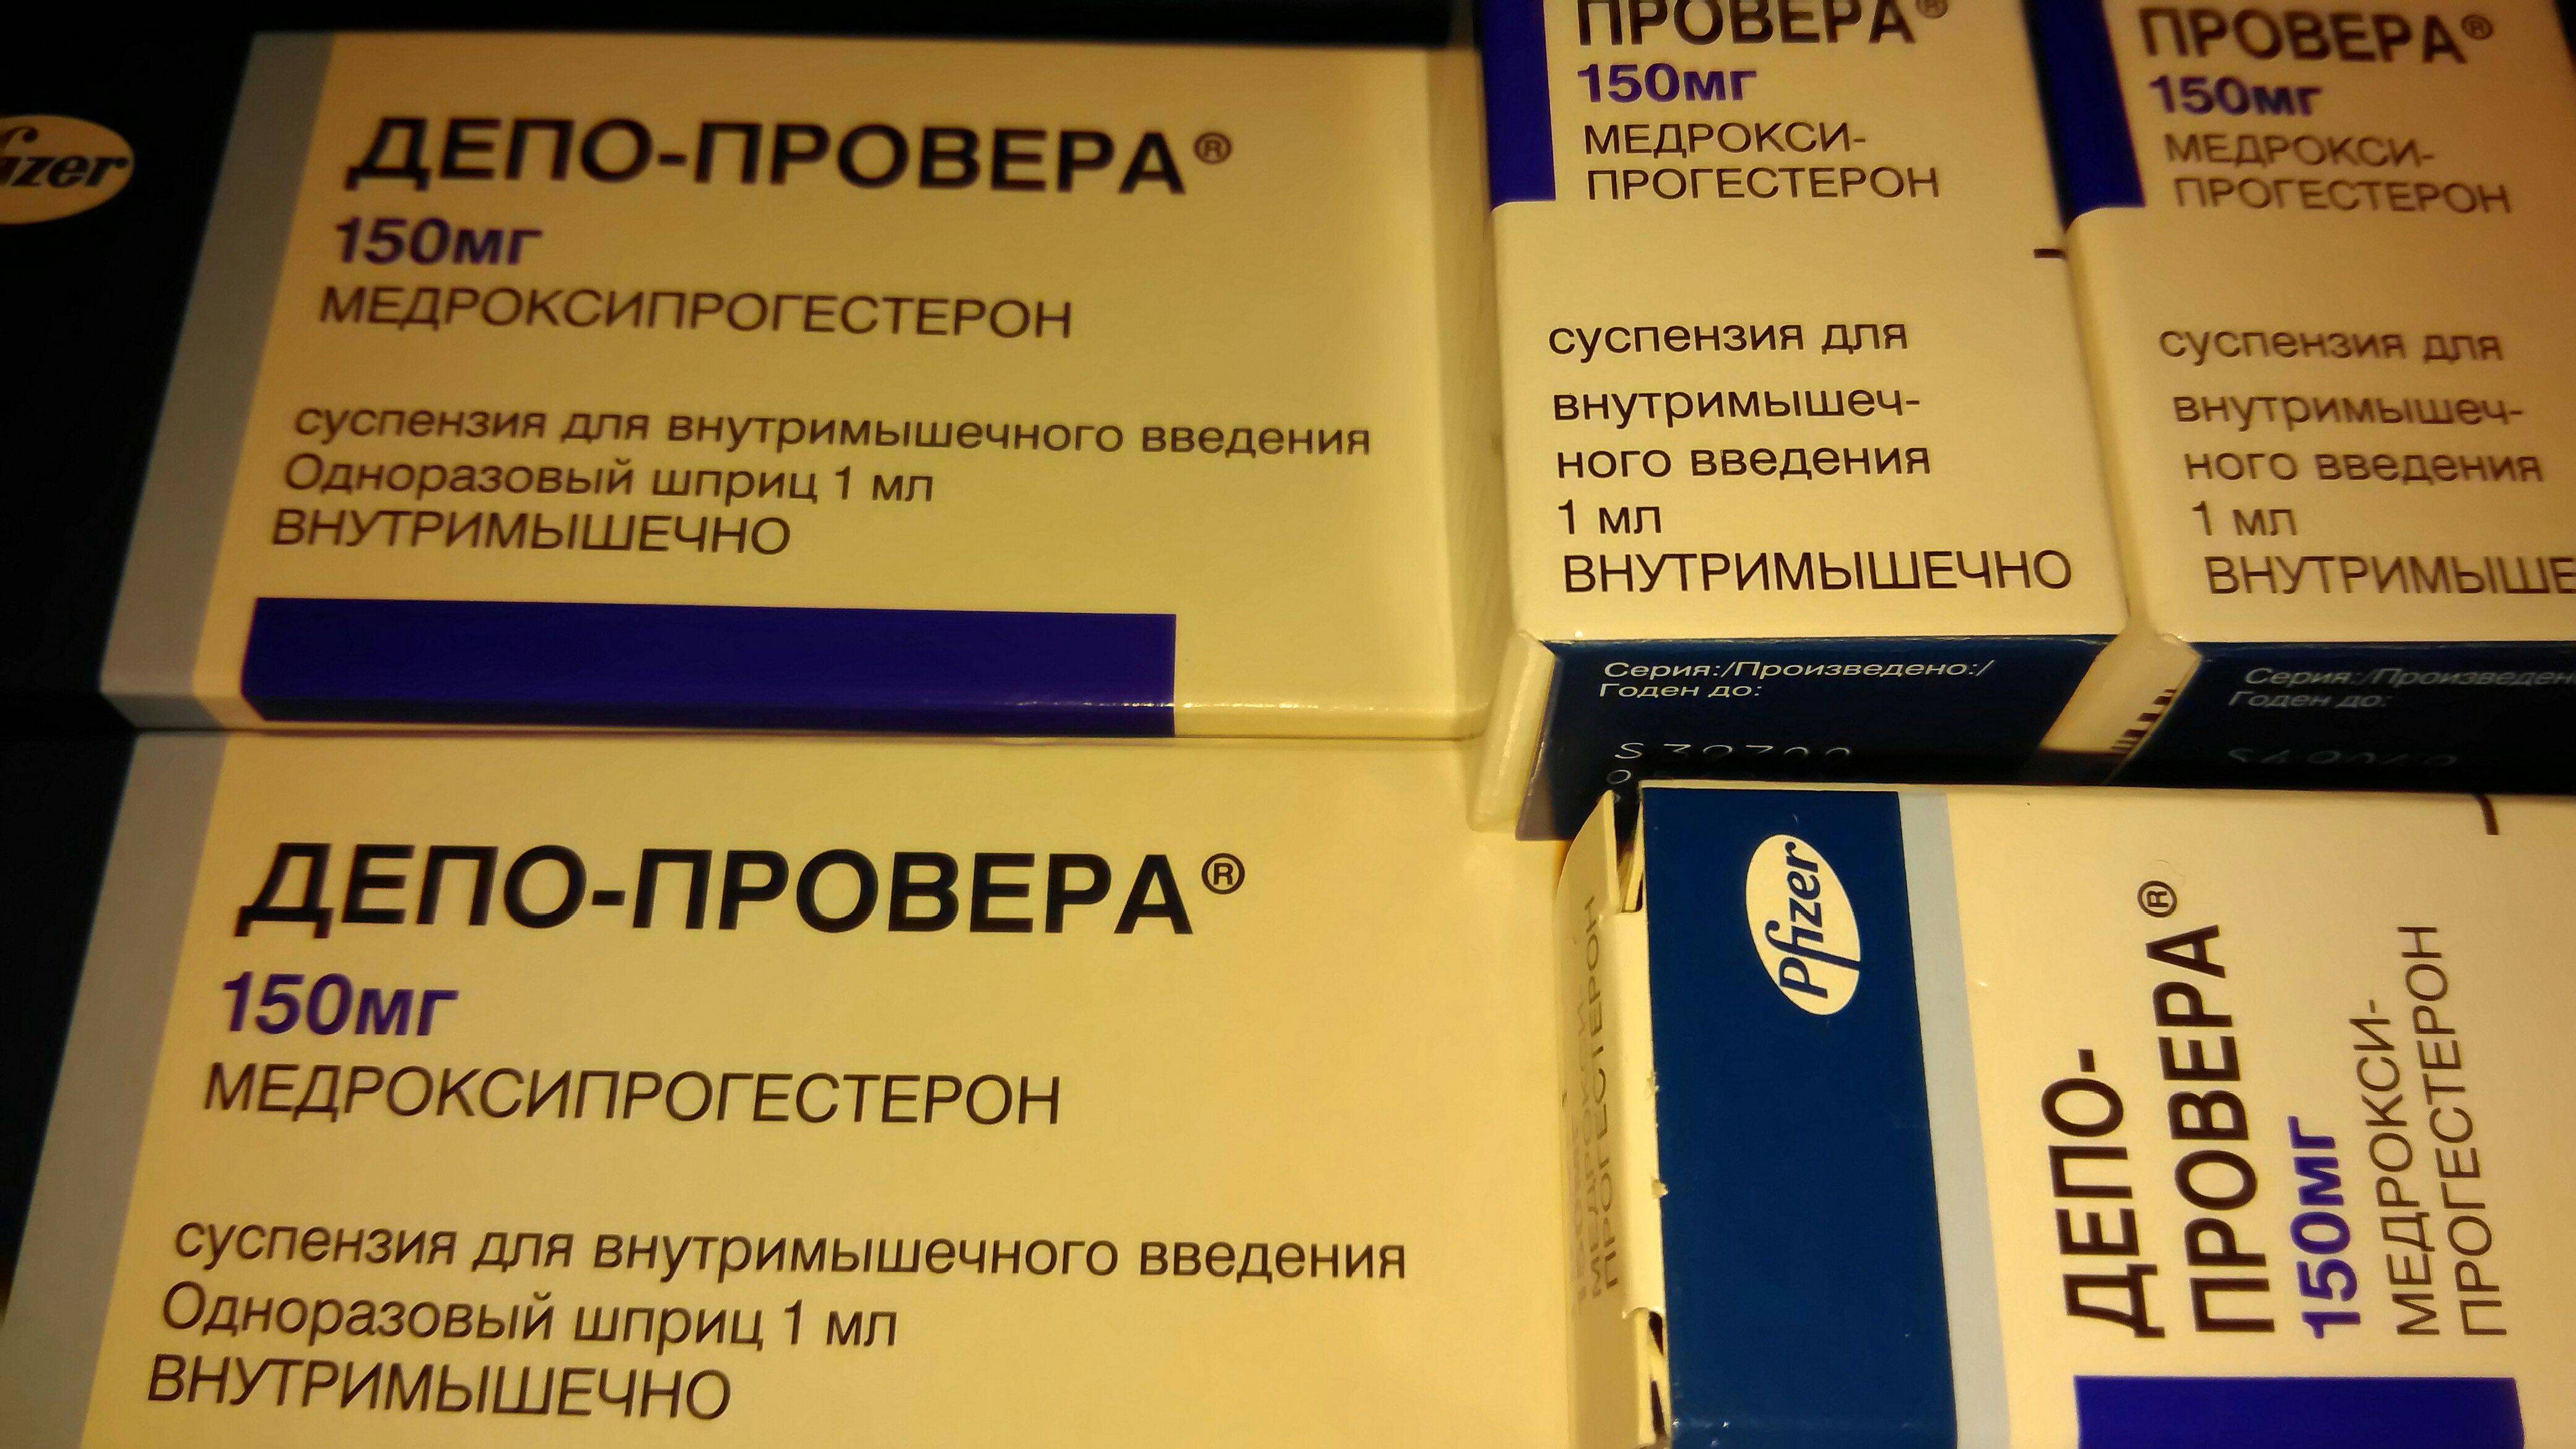 ДЕПО-ПРОВЕРА®
150мг
МЕДРОКСИПРОГЕСТЕРОН
суспензия для внутримышечного введения
Одноразовый шприц 1 мл
ВНУТРИМЫШЕЧНО
ПРОВЕРА®
150мг
МЕДРОКСИ-
ПРОГЕСТЕРОН
суспензия для
внутримышеч-
ного введения
1 мл
ВНУТРИМЫШЕЧНО
Серия:/Произведено:/
Годен до:
ПРОВЕРА®
150мг
МЕДРОКСИ-
ПРОГЕСТЕРОН
суспензия для
внутримышеч-
ного введения
1 мл
Годен до:
ДЕПО-ПРОВЕРА®
150мг
МЕДРОКСИПРОГЕСТЕРОН
суспензия для внутримышечного введения
Одноразовый шприц 1 мл
ВНУТРИМЫШЕЧНО
Pfizer
ДЕПО-
ПРОВЕРА®
150мг
МЕДРОКСИ-
ПРОГЕСТЕРОН